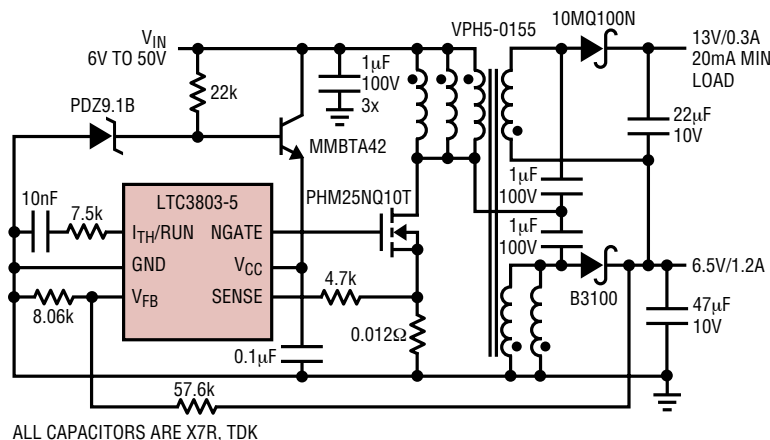 VIN
6V TO 50V
VPH5-0155
10MQ100N
13V/0.3A
20mA MIN
LOAD
1µF
100V
3x
22k
PDZ9.1B
22µF
10V
MMBTA42
10nF
7.5k
LTC3803-5
PHM25NQ10T
1µF
100V
ITH/RUN
NGATE
1µF
100V
GND
VCC
6.5V/1.2A
VFB
SENSE
4.7k
B3100
8.06k
47µF
10V
0.012Ω
0.1µF
57.6k
ALL CAPACITORS ARE X7R, TDK